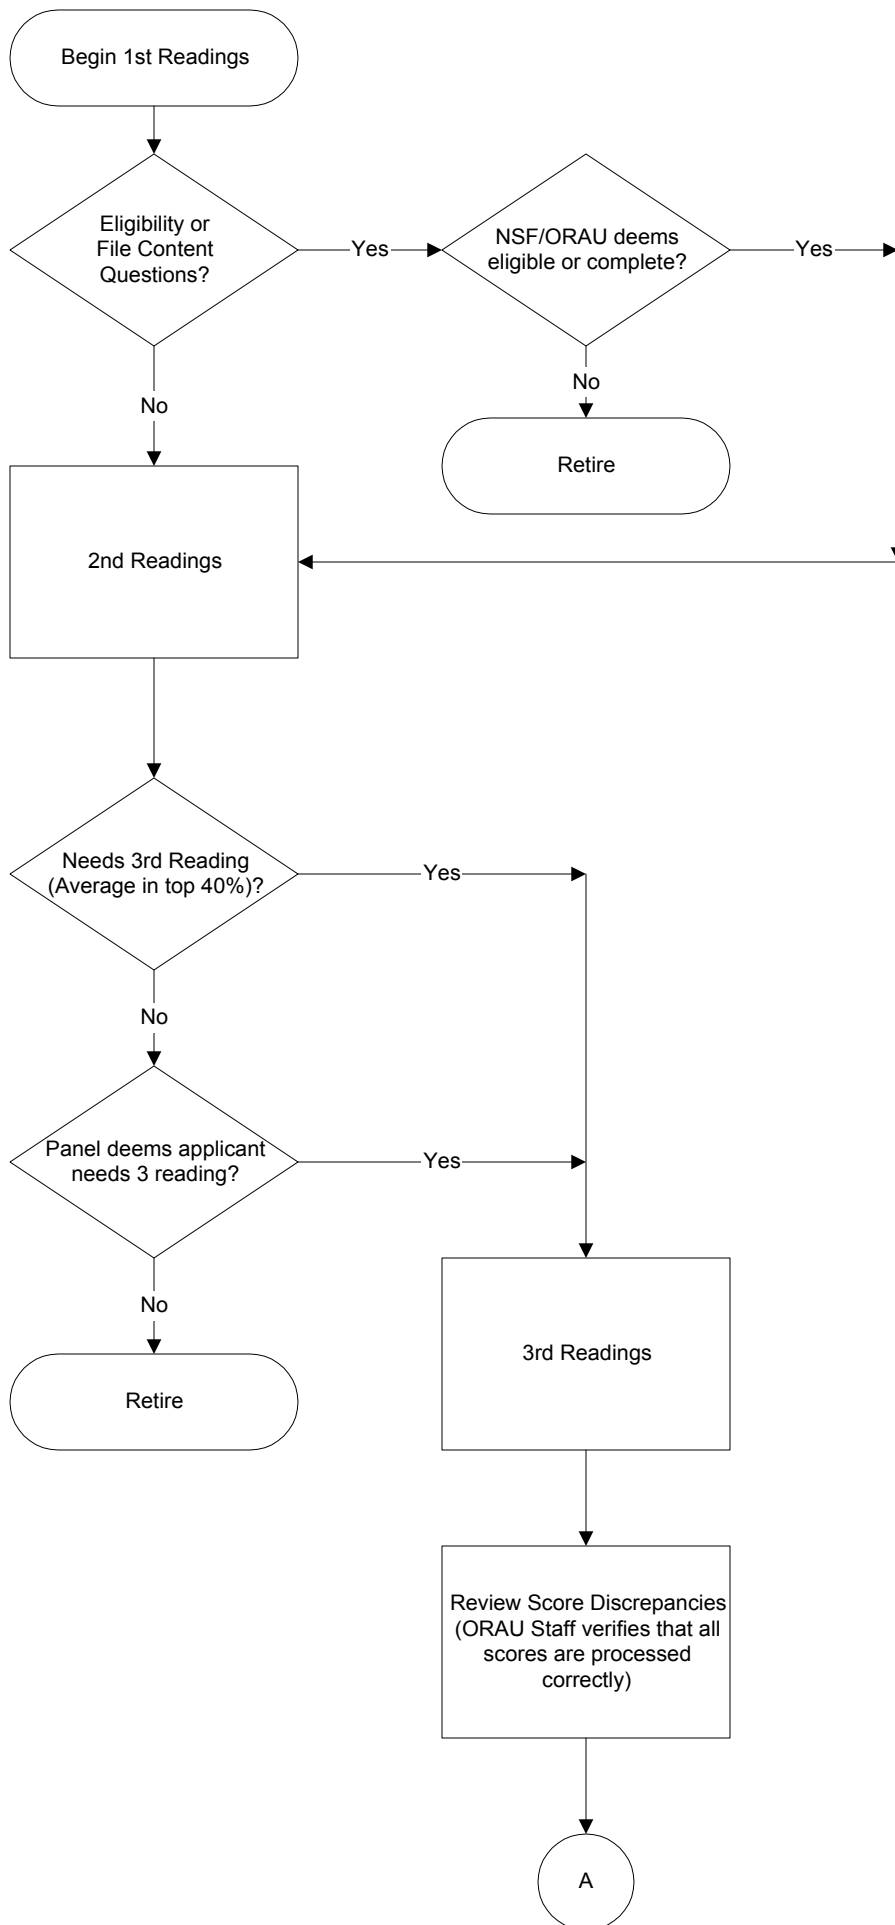 Begin 1st Readings
Eligibility or
File Content
Questions?
Yes
NSF/ORAU deems
eligible or complete?
Yes
No
No
Retire
2nd Readings
Needs 3rd Reading
(Average in top 40%)?
Yes
No
Panel deems applicant
needs 3 reading?
Yes
No
Retire
3rd Readings
Review Score Discrepancies
(ORAU Staff verifies that all
scores are processed
correctly)
A